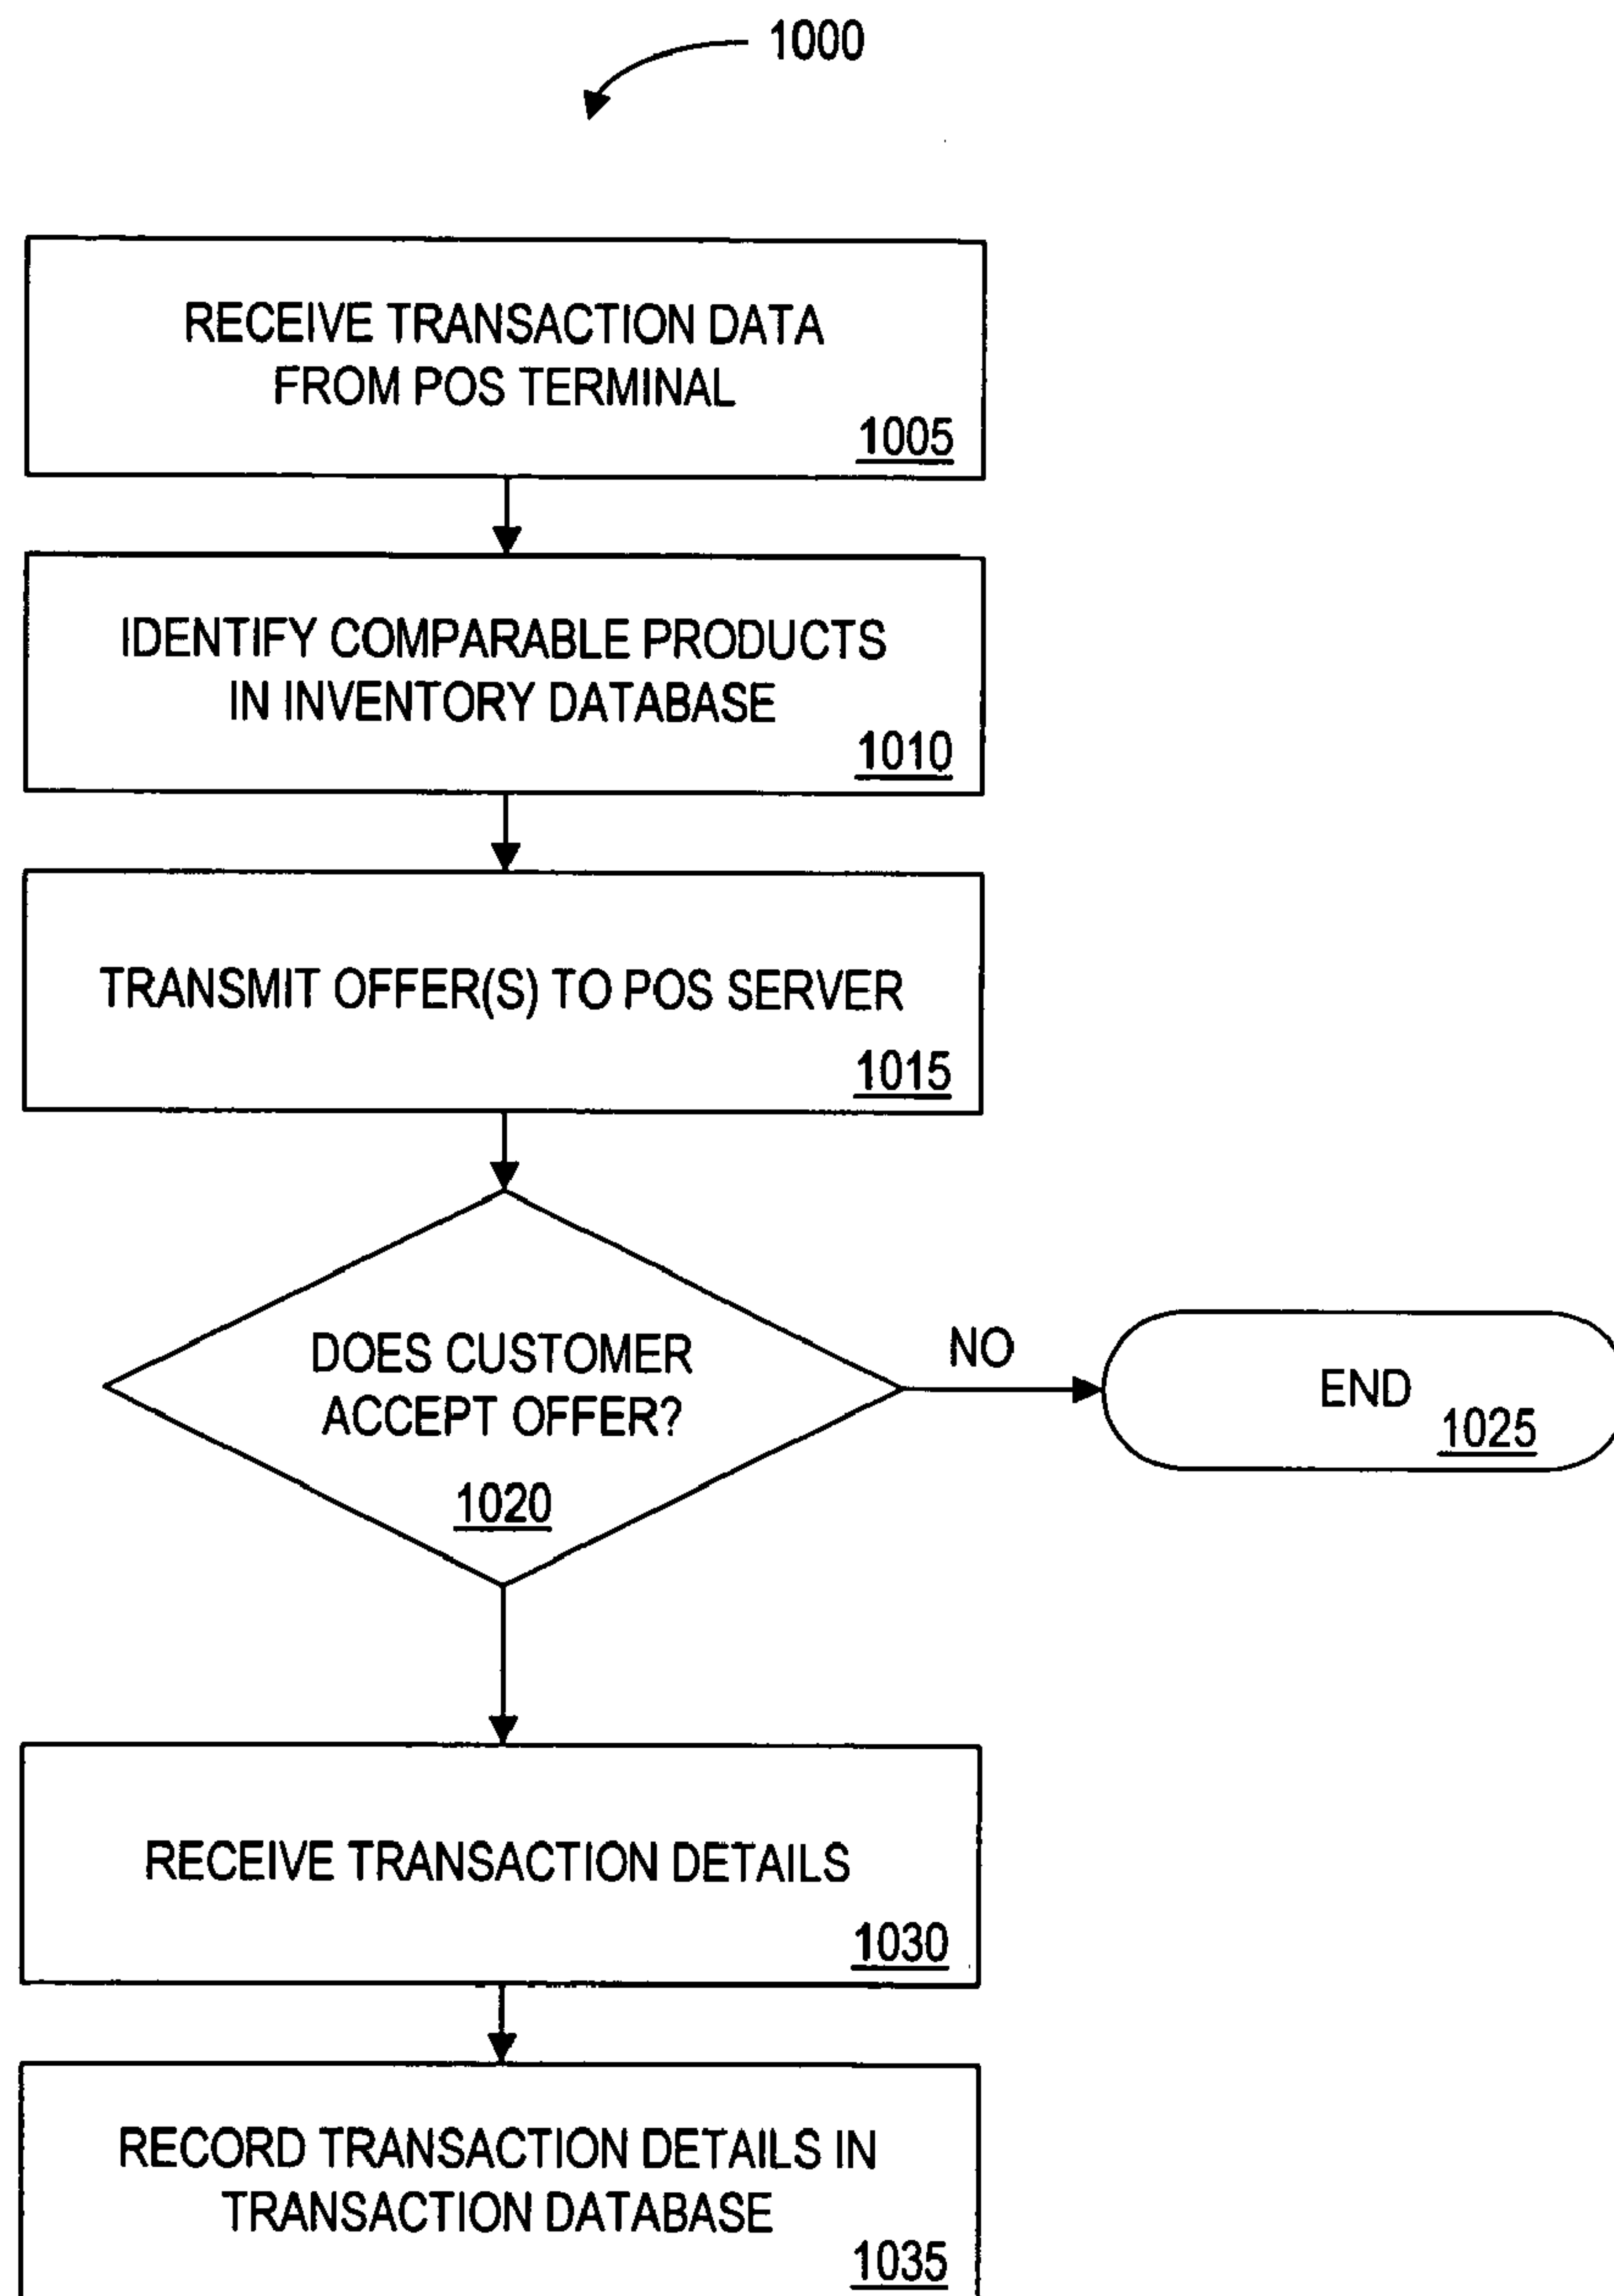 1000
RECEIVE TRANSACTION DATA
FROM POS TERMINAL
1005
IDENTIFY COMPARABLE PRODUCTS
IN INVENTORY DATABASE
1010
TRANSMIT OFFER(S) TO POS SERVER
1015
DOES CUSTOMER
ACCEPT OFFER?
1020
NO
END
1025
RECEIVE TRANSACTION DETAILS
1030
RECORD TRANSACTION DETAILS IN
TRANSACTION DATABASE
1035